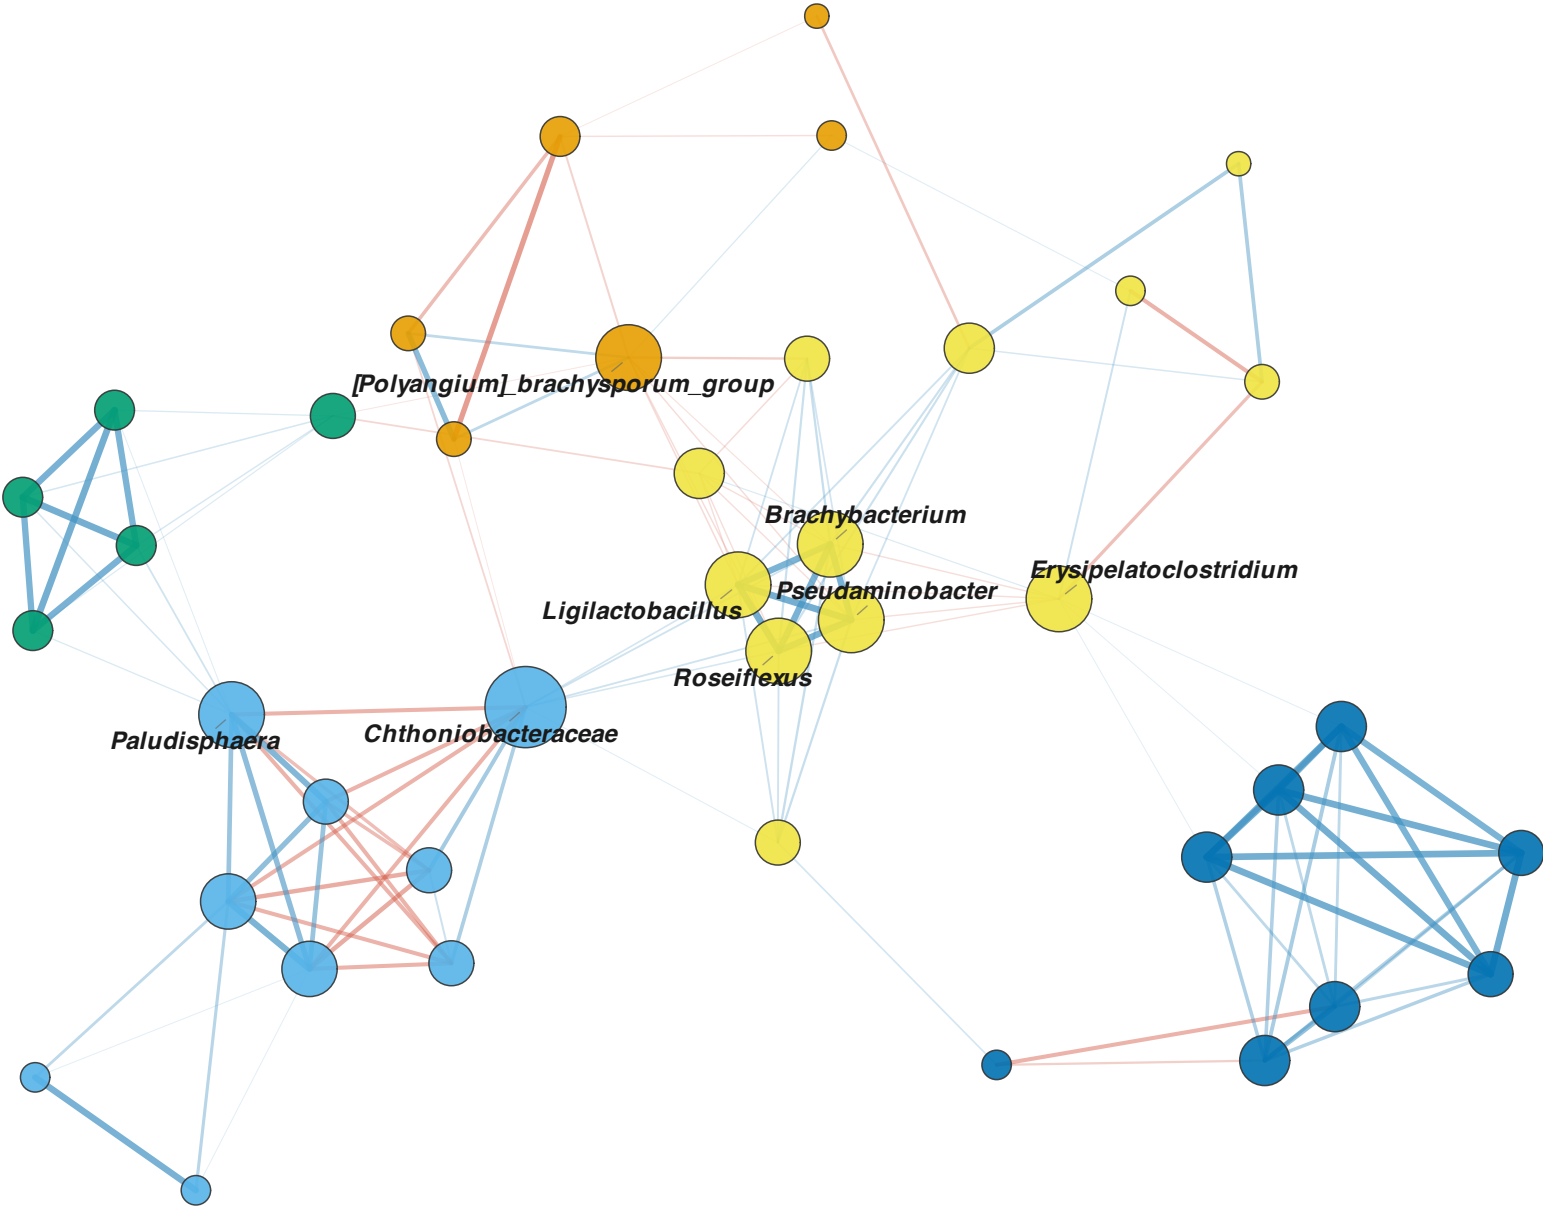 [Polyangium]_brachysporum_group
Brachybacterium
Erysipelatoclostridium
Pseudaminobacter
Ligilactobacillus
Roseiflexus
Chthoniobacteraceae
Paludisphaera